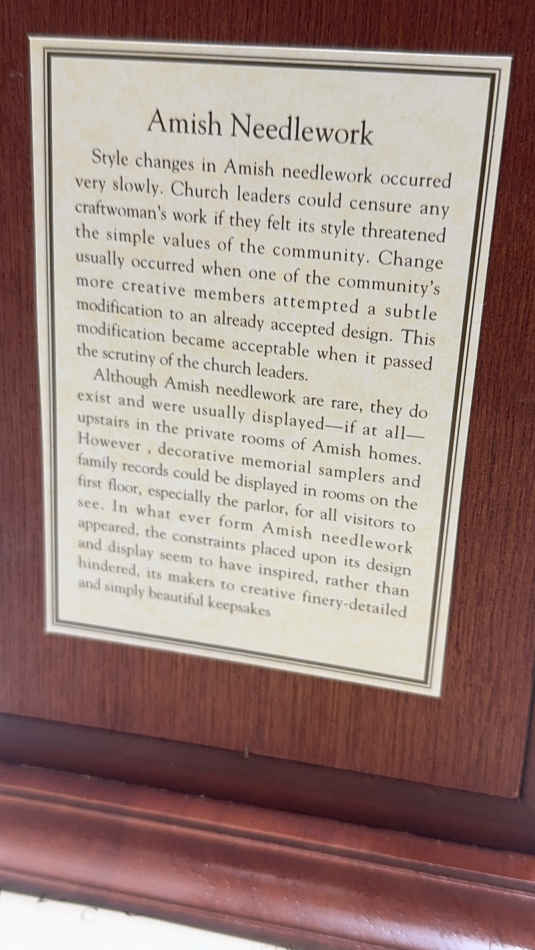 Amish Needlework
Style changes in Amish needlework occurred
very slowly. Church leaders could censure any
craftwoman's work if they felt its style threatened
the simple values of the community. Change
usually occurred when one of the community's
more creative members attempted a subtle
modification to an already accepted design. This
modification became acceptable when it passed
the scrutiny of the church leaders.
Although Amish needlework are rare, they do
exist and were usually displayed—if at all—
upstairs in the private rooms of Amish homes.
However , decorative memorial samplers and
family records could be displayed in rooms on the
first floor, especially the parlor, for all visitors to
see. In what ever form Amish needlework
appeared, the constraints placed upon its design
and display seem to have inspired, rather than
hindered, its makers to creative finery-detailed
and simply beautiful keepsakes